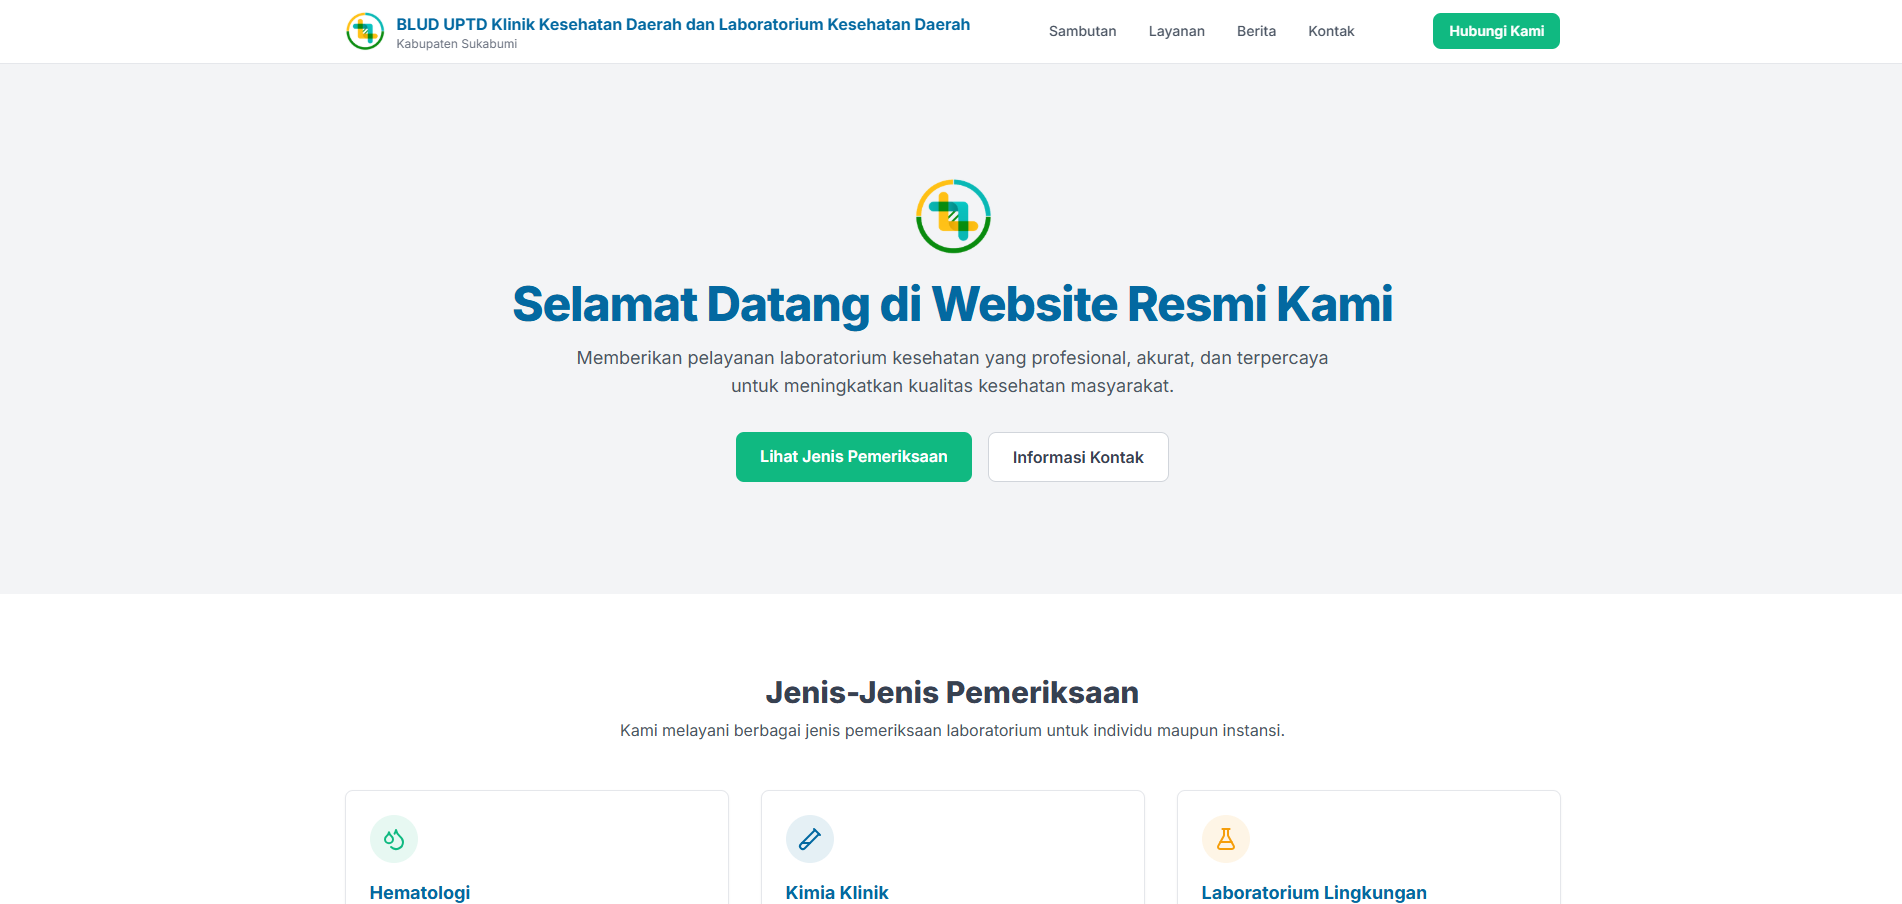 BLUD UPTD Klinik Kesehatan Daerah dan Laboratorium Kesehatan Daerah
Kabupaten Sukabumi
Sambutan
Layanan
Berita
Kontak
Hubungi Kami
Selamat Datang di Website Resmi Kami
Memberikan pelayanan laboratorium kesehatan yang profesional, akurat, dan terpercaya
untuk meningkatkan kualitas kesehatan masyarakat.
Lihat Jenis Pemeriksaan
Informasi Kontak
Jenis-Jenis Pemeriksaan
Kami melayani berbagai jenis pemeriksaan laboratorium untuk individu maupun instansi.
Hematologi
Kimia Klinik
Laboratorium Lingkungan